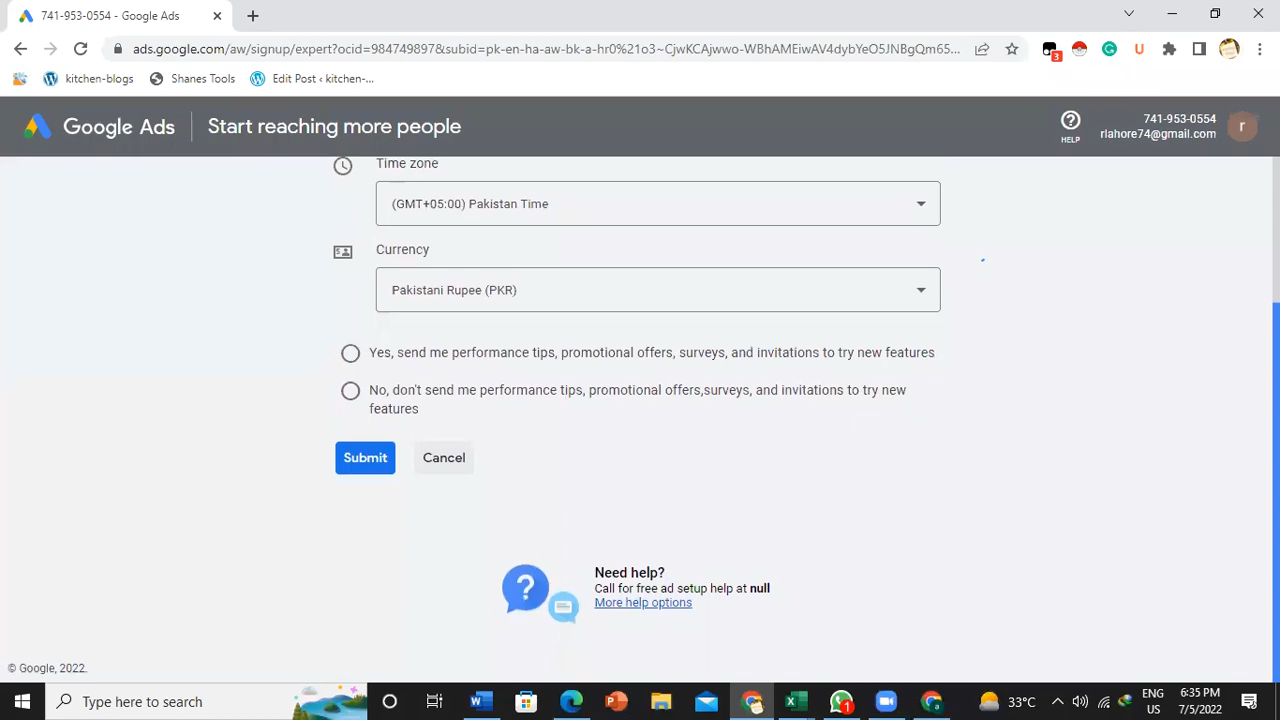 741-953-0554 - Google Ads
ads.google.com/aw/signup/expert?ocid=984749897&subid=pk-en-ha-aw-bk-a-hr0%21o3~CjwKCAjwwo-WBhAMEiwAV4dybYeO5JNBgQm65...
3
kitchen-blogs
Shanes Tools
Edit Post ‹ kitchen-...
Google Ads
Start reaching more people
HELP
741-953-0554
rlahore74@gmail.com
r
Time zone
(GMT+05:00) Pakistan Time
Currency
Pakistani Rupee (PKR)
Yes, send me performance tips, promotional offers, surveys, and invitations to try new features
No, don't send me performance tips, promotional offers,surveys, and invitations to try new
features
Submit
Cancel
Need help?
Call for free ad setup help at null
More help options
© Google, 2022.
Type here to search
1
33°C
ENG
US
6:35 PM
7/5/2022